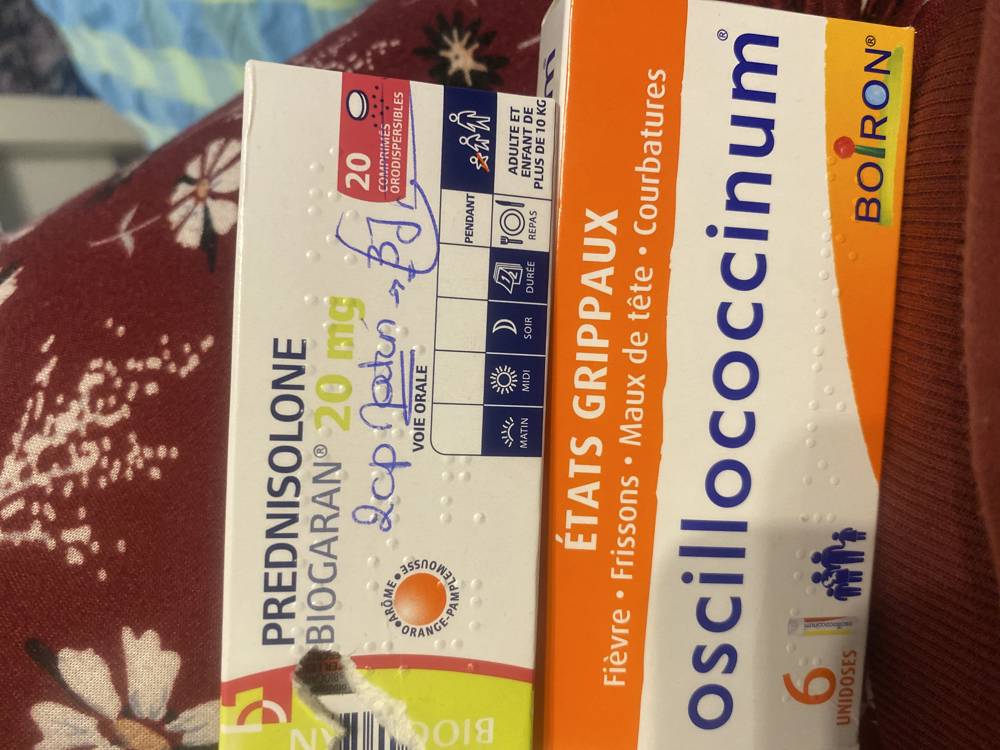 PREDNISOLONE
BIOGARAN® 20 mg
20
COMPRIMÉS
ORODISPERSIBLES
2cp Matin → 
VOIE ORALE
• ARÔME •
ORANGE-PAMPLEMOUSSE
MATIN
MIDI
SOIR
DURÉE
PENDANT
REPAS
ADULTE ET
ENFANT DE
PLUS DE 10 KG
ÉTATS GRIPPAUX
Fièvre • Frissons • Maux de tête • Courbatures
oscillococcinum®
BOIRON®
6
UNIDOSES